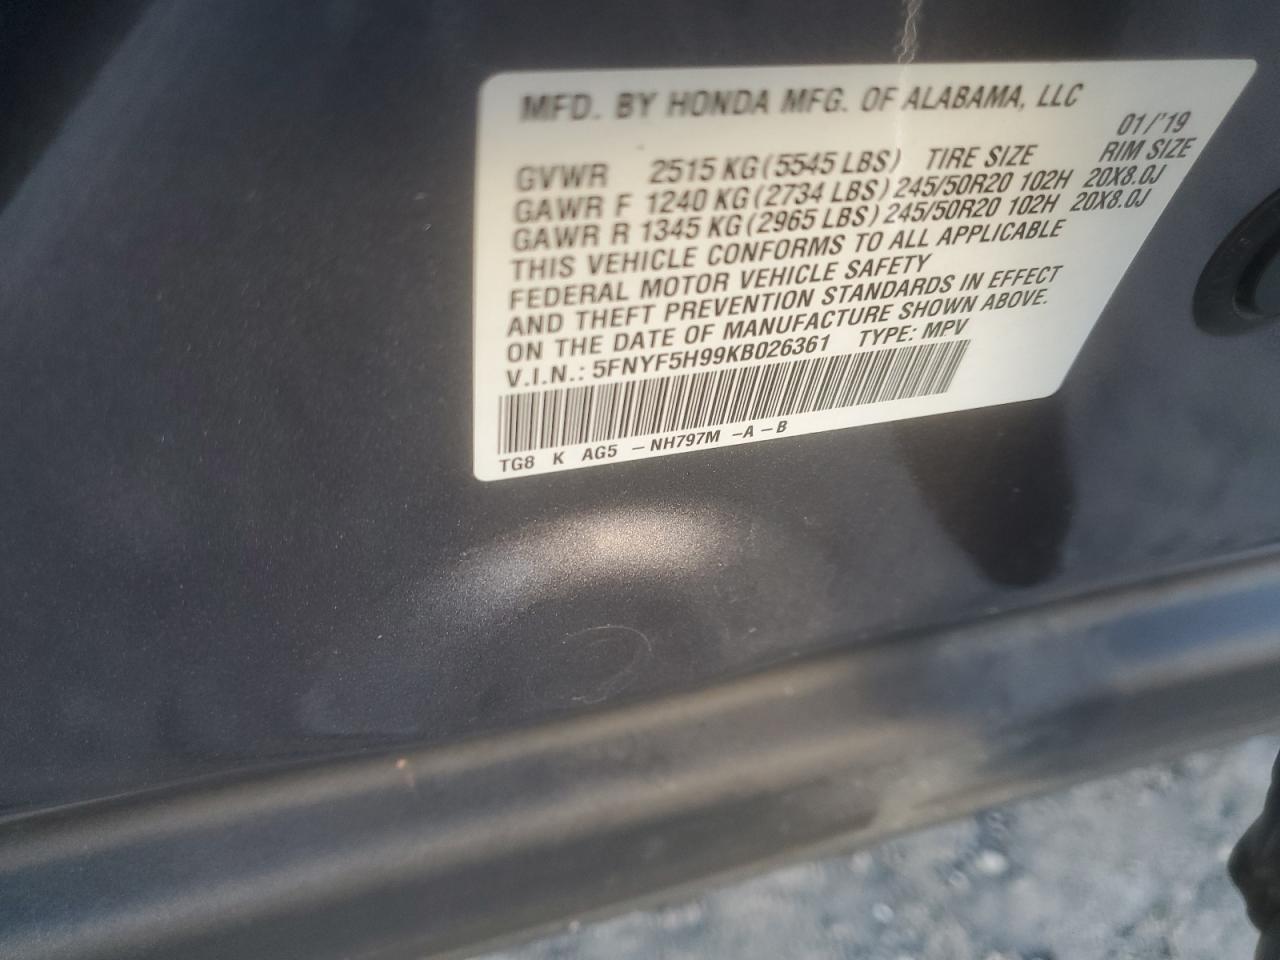 MFD. BY HONDA MFG. OF ALABAMA, LLC
01/'19
GVWR 2515 KG (5545 LBS) TIRE SIZE RIM SIZE
GAWR F 1240 KG (2734 LBS) 245/50R20 102H 20X8.0J
GAWR R 1345 KG (2965 LBS) 245/50R20 102H 20X8.0J
THIS VEHICLE CONFORMS TO ALL APPLICABLE
FEDERAL MOTOR VEHICLE SAFETY
AND THEFT PREVENTION STANDARDS IN EFFECT
ON THE DATE OF MANUFACTURE SHOWN ABOVE.
V.I.N.: 5FNYF5H99KB026361 TYPE: MPV
TG8 K AG5 -NH797M -A-B